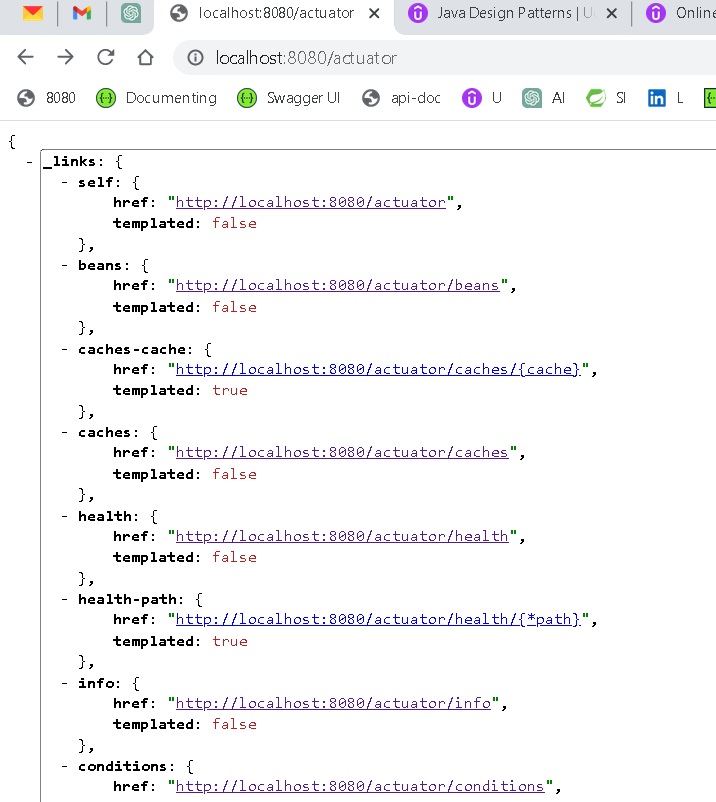 localhost:8080/actuator
Java Design Patterns | U
Online
localhost:8080/actuator
8080 Documenting Swagger UI api-doc U AI SI L
{
- _links: {
- self: {
href: "http://localhost:8080/actuator",
templated: false
},
- beans: {
href: "http://localhost:8080/actuator/beans",
templated: false
},
- caches-cache: {
href: "http://localhost:8080/actuator/caches/{cache}",
templated: true
},
- caches: {
href: "http://localhost:8080/actuator/caches",
templated: false
},
- health: {
href: "http://localhost:8080/actuator/health",
templated: false
},
- health-path: {
href: "http://localhost:8080/actuator/health/{*path}",
templated: true
},
- info: {
href: "http://localhost:8080/actuator/info",
templated: false
},
- conditions: {
href: "http://localhost:8080/actuator/conditions",